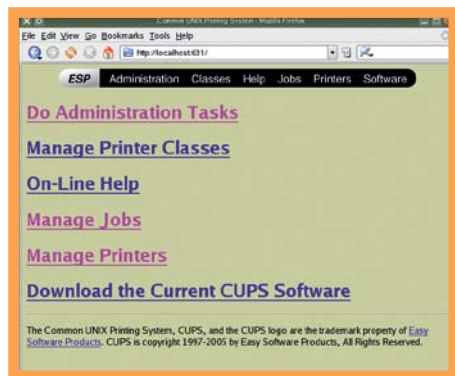 Common UNIX Printing System - Mozilla Firefox
File Edit View Go Bookmarks Tools Help
http://localhost:631/
ESP Administration Classes Help Jobs Printers Software
Do Administration Tasks
Manage Printer Classes
On-Line Help
Manage Jobs
Manage Printers
Download the Current CUPS Software
The Common UNIX Printing System, CUPS, and the CUPS logo are the trademark property of Easy
Software Products. CUPS is copyright 1997-2005 by Easy Software Products, All Rights Reserved.